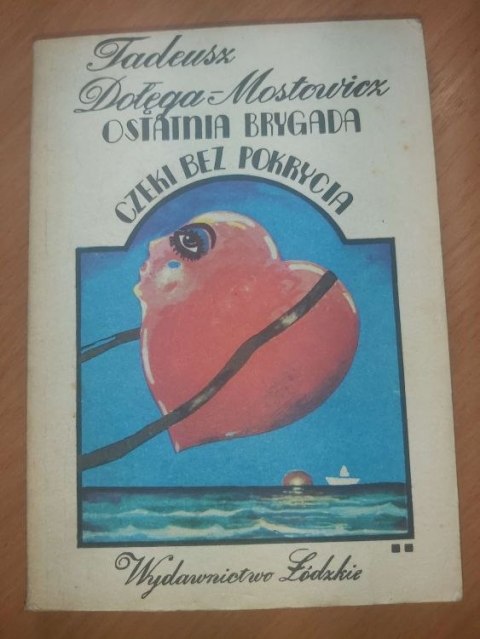 Tadeusz
Dołęga-Mostowicz
OSTATNIA BRYGADA
CZEKI BEZ POKRYCIA
Wydawnictwo Łódzkie